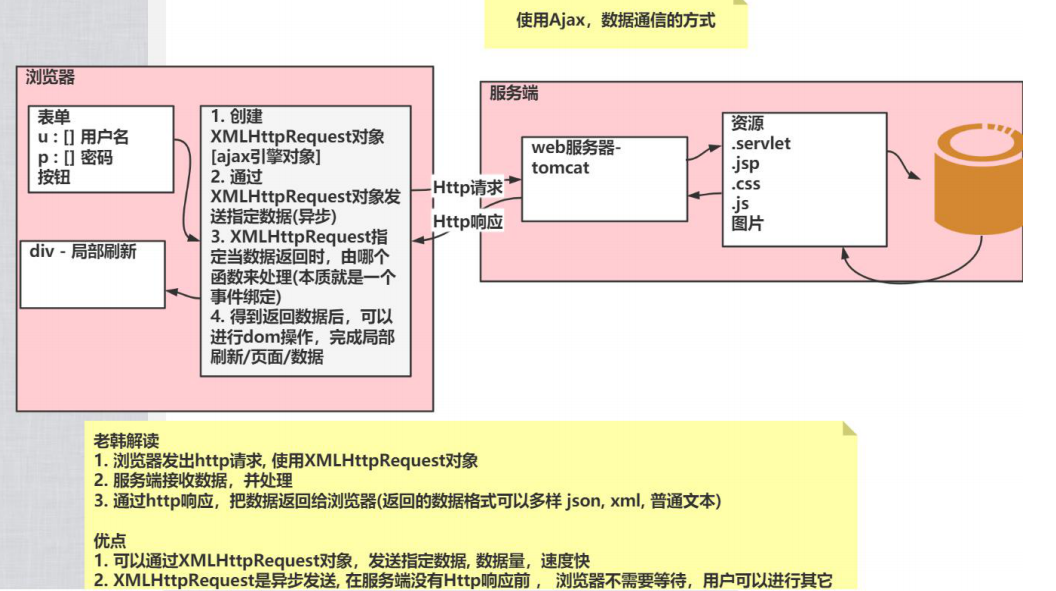 使用Ajax，数据通信的方式
浏览器
表单
u : [] 用户名
p : [] 密码
按钮
div - 局部刷新
1. 创建
XMLHttpRequest对象
[ajax引擎对象]
2. 通过
XMLHttpRequest对象发
送指定数据(异步)
3. XMLHttpRequest指
定当数据返回时，由哪个
函数来处理(本质就是一个
事件绑定)
4. 得到返回数据后，可以
进行dom操作，完成局部
刷新/页面/数据
Http请求
Http响应
服务端
web服务器-
tomcat
资源
.servlet
.jsp
.css
.js
图片
老韩解读
1. 浏览器发出http请求, 使用XMLHttpRequest对象
2. 服务端接收数据，并处理
3. 通过http响应，把数据返回给浏览器(返回的数据格式可以多样 json, xml, 普通文本)
优点
1. 可以通过XMLHttpRequest对象，发送指定数据, 数据量，速度快
2. XMLHttpRequest是异步发送, 在服务端没有Http响应前 ， 浏览器不需要等待，用户可以进行其它